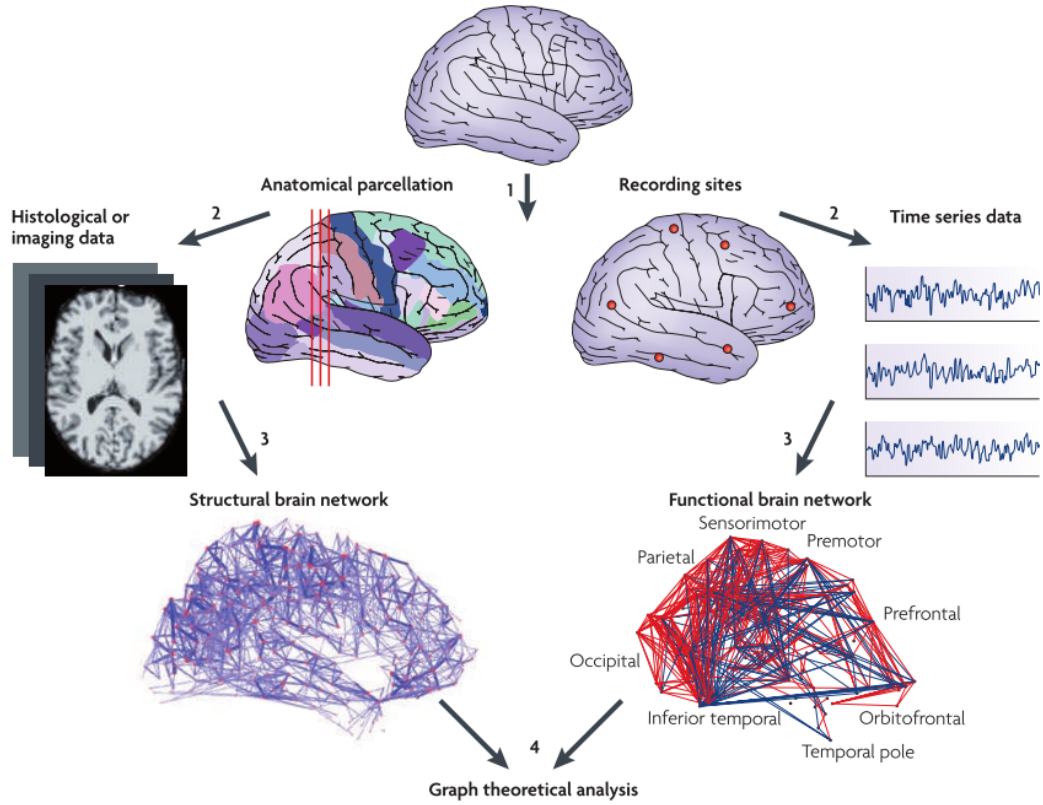 Anatomical parcellation
1
Recording sites
Histological or
imaging data
2
2
Time series data
3
3
Structural brain network
Functional brain network
Sensorimotor
Premotor
Parietal
Prefrontal
Occipital
Inferior temporal
Orbitofrontal
Temporal pole
4
Graph theoretical analysis